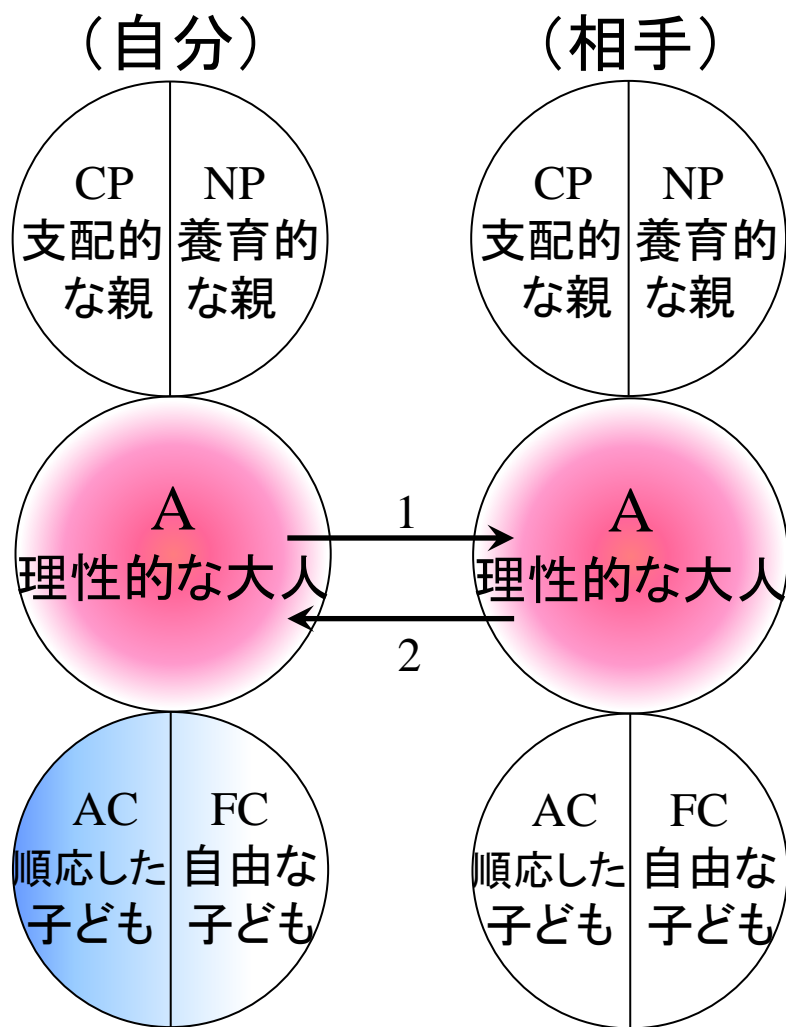 （自分）
（相手）
CP
支配的
な親
NP
養育的
な親
CP
支配的
な親
NP
養育的
な親
A
理性的な大人
1
2
A
理性的な大人
AC
順応した
子ども
FC
自由な
子ども
AC
順応した
子ども
FC
自由な
子ども